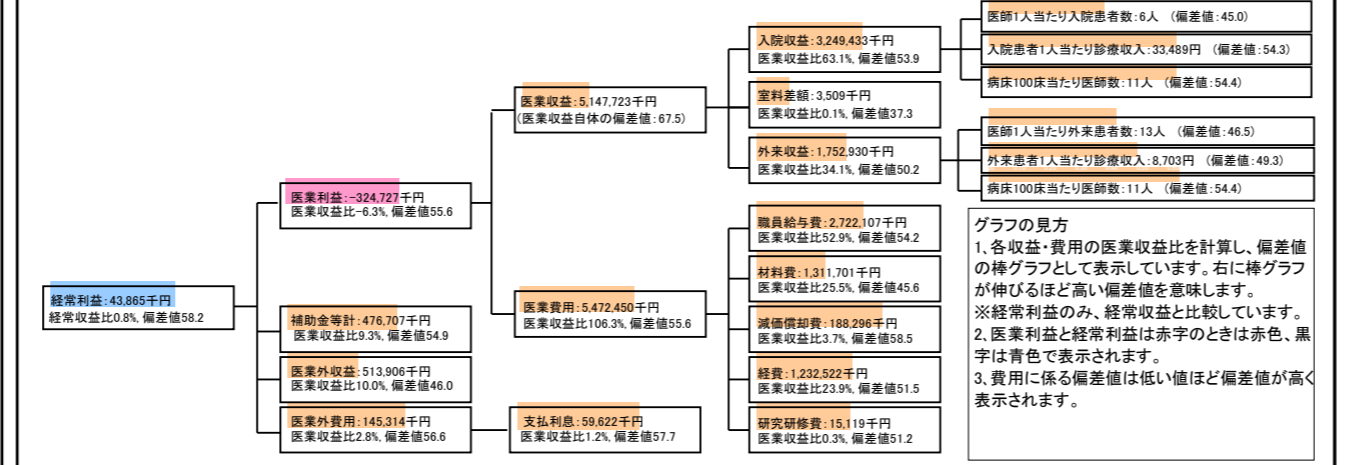 経常利益:43,865千円
経常収益比0.8%, 偏差値58.2
医業利益:-324,727千円
医業収益比-6.3%, 偏差値55.6
補助金等計:476,707千円
医業収益比9.3%, 偏差値54.9
医業外収益:513,906千円
医業収益比10.0%, 偏差値46.0
医業外費用:145,314千円
医業収益比2.8%, 偏差値56.6
医業収益:5,147,723千円
(医業収益自体の偏差値:67.5)
医業費用:5,472,450千円
医業収益比106.3%, 偏差値55.6
支払利息:59,622千円
医業収益比1.2%, 偏差値57.7
入院収益:3,249,433千円
医業収益比63.1%, 偏差値53.9
室料差額:3,509千円
医業収益比0.1%, 偏差値37.3
外来収益:1,752,930千円
医業収益比34.1%, 偏差値50.2
職員給与費:2,722,107千円
医業収益比52.9%, 偏差値54.2
材料費:1,311,701千円
医業収益比25.5%, 偏差値45.6
減価償却費:188,296千円
医業収益比3.7%, 偏差値58.5
経費:1,232,522千円
医業収益比23.9%, 偏差値51.5
研究研修費:15,119千円
医業収益比0.3%, 偏差値51.2
医師1人当たり入院患者数:6人 (偏差値:45.0)
入院患者1人当たり診療収入:33,489円 (偏差値:54.3)
病床100床当たり医師数:11人 (偏差値:54.4)
医師1人当たり外来患者数:13人 (偏差値:46.5)
外来患者1人当たり診療収入:8,703円 (偏差値:49.3)
病床100床当たり医師数:11人 (偏差値:54.4)
グラフの見方
1、各収益・費用の医業収益比を計算し、偏差値
の棒グラフとして表示しています。右に棒グラフ
が伸びるほど高い偏差値を意味します。
※経常利益のみ、経常収益と比較しています。
2、医業利益と経常利益は赤字のときは赤色、黒
字は青色で表示されます。
3、費用に係る偏差値は低い値ほど偏差値が高く
表示されます。